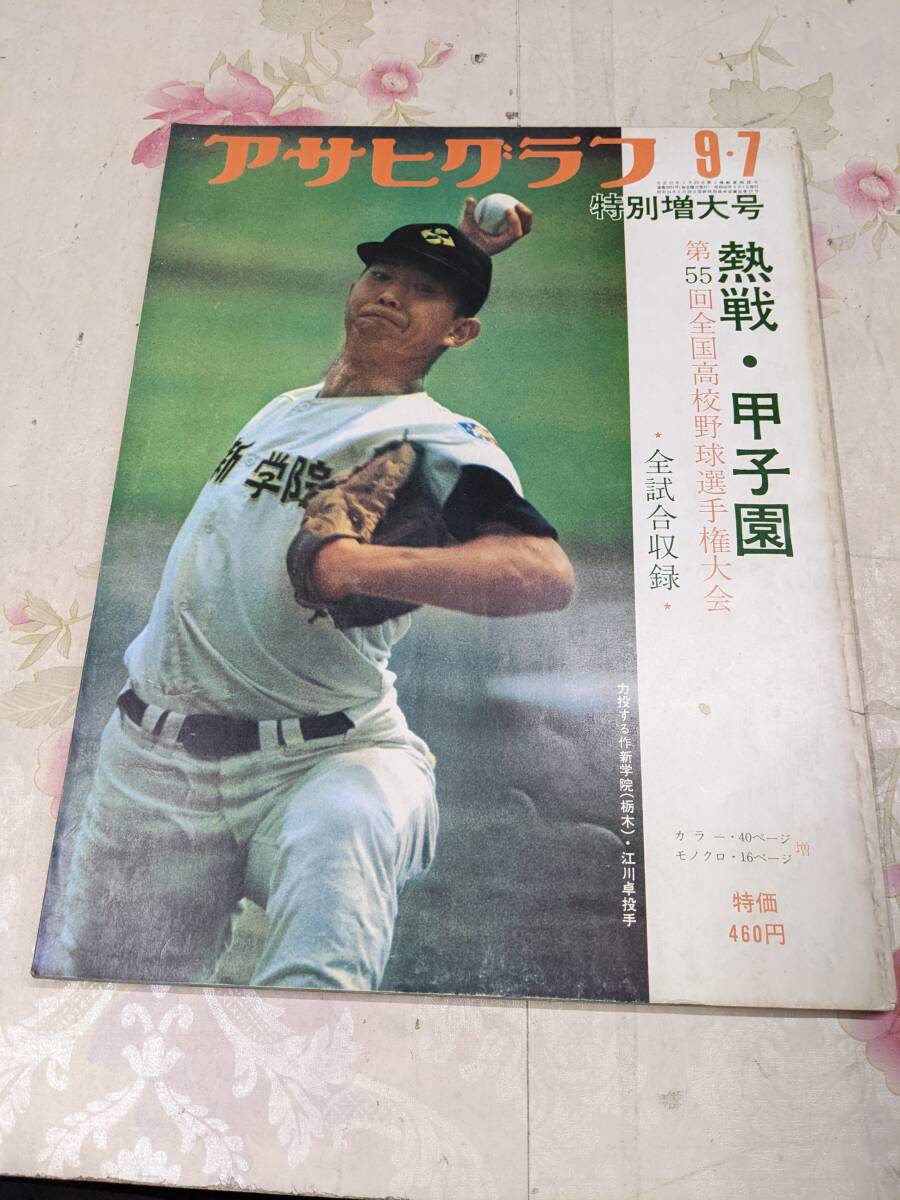 アサヒグラフ 9・7
特別増大号
熱戦・甲子園
第55回全国高校野球選手権大会
★全試合収録★
新学院
力投する作新学院(栃木)・江川卓投手
カラー・40ページ
モノクロ・16ページ
増
特価
460円